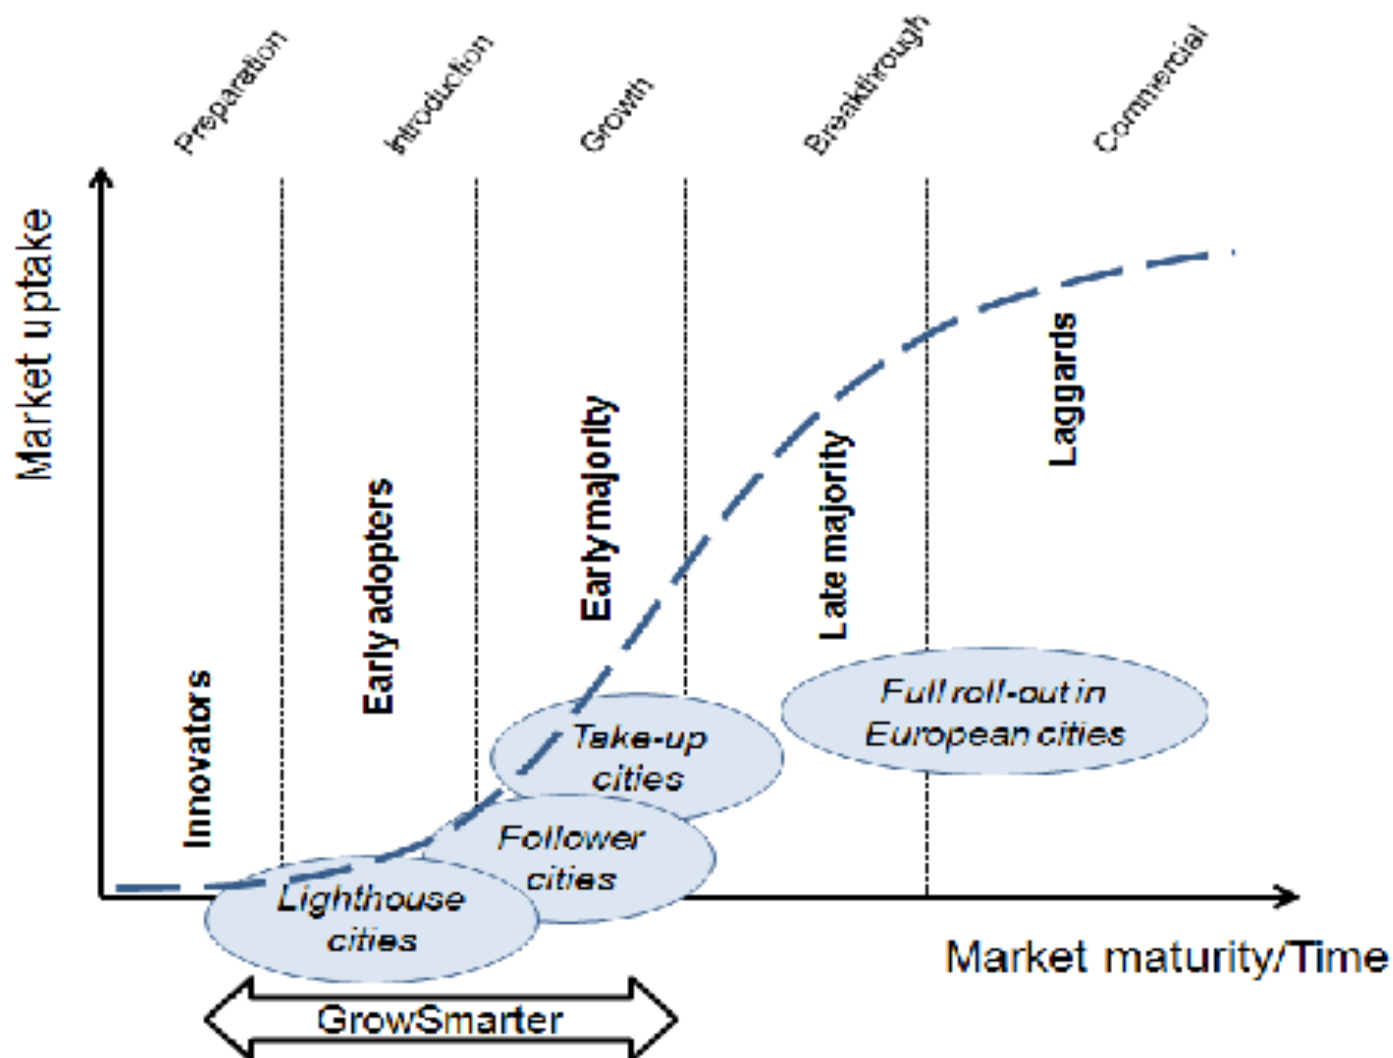 Preparation
Introduction
Growth
Breakthrough
Commercial
Market uptake
Innovators
Early adopters
Early majority
Late majority
Laggards
Take-up
cities
Full roll-out in
European cities
Follower
cities
Lighthouse
cities
Market maturity/Time
GrowSmarter